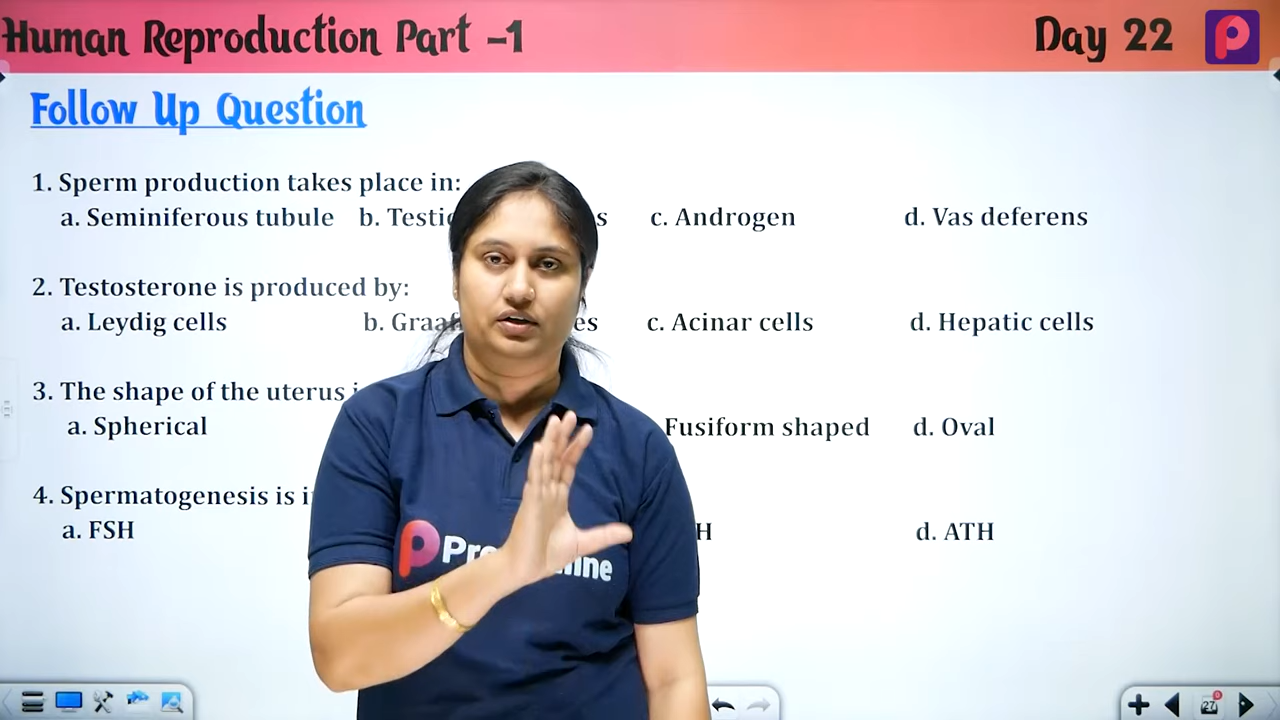 Human Reproduction Part -1
Day 22
Follow Up Question
1. Sperm production takes place in:
a. Seminiferous tubule b. c. Androgen d. Vas deferens
2. Testosterone is produced by:
a. Leydig cells b. c. Acinar cells d. Hepatic cells
3. The shape of the uterus
a. Spherical Fusiform shaped d. Oval
4. Spermatogenesis is
a. FSH d. ATH
27